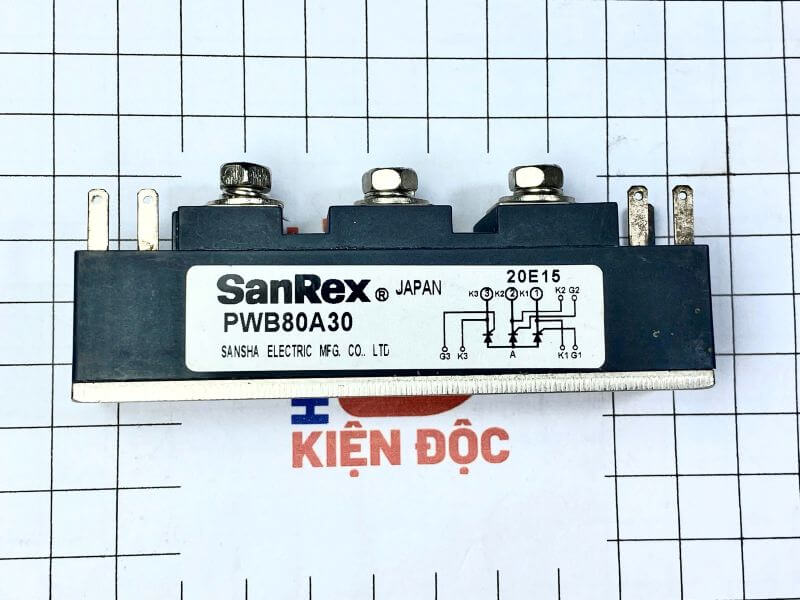 SanRex® JAPAN
20E15
PWB80A30
SANSHA ELECTRIC MFG. CO., LTD
K3 3 K2 2 K1 1 K2 G2
G3 K3 A K1 G1
H
KIỆN ĐỘC